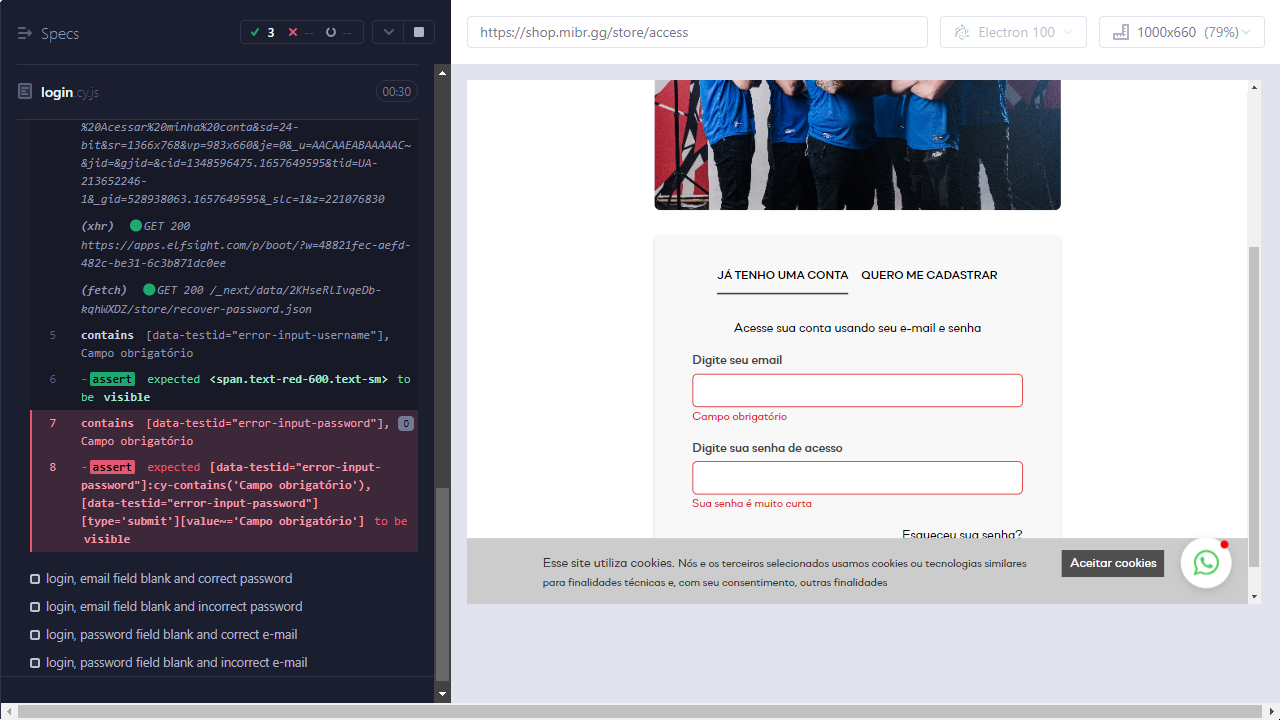 Specs
3
--
--
login.cy.js
00:30
%20Acessar%20minha%20conta&sd=24-
bit&sr=1366x768&vp=983x660&je=0&_u=AACAAEABAAAAAC~
&jid=&gjid=&cid=1348596475.1657649595&tid=UA-
213652246-
1&_gid=528938063.1657649595&_slc=1&z=221076830
(xhr) GET 200
https://apps.elfsight.com/p/boot/?w=48821fec-aefd-
482c-be31-6c3b871dc0ee
(fetch) GET 200 /_next/data/2KHseRlIvqeDb-
kqhWXDZ/store/recover-password.json
5 contains [data-testid="error-input-username"],
Campo obrigatório
6 -assert expected <span.text-red-600.text-sm> to
be visible
7 contains [data-testid="error-input-password"], 0
Campo obrigatório
8 -assert expected [data-testid="error-input-
password"]:cy-contains('Campo obrigatório'),
[data-testid="error-input-password"]
[type='submit'][value~='Campo obrigatório'] to be
visible
login, email field blank and correct password
login, email field blank and incorrect password
login, password field blank and correct e-mail
login, password field blank and incorrect e-mail
https://shop.mibr.gg/store/access
Electron 100
1000x660 (79%)
JÁ TENHO UMA CONTA QUERO ME CADASTRAR
Acesse sua conta usando seu e-mail e senha
Digite seu email
Campo obrigatório
Digite sua senha de acesso
Sua senha é muito curta
Esqueceu sua senha?
Esse site utiliza cookies. Nós e os terceiros selecionados usamos cookies ou tecnologias similares
para finalidades técnicas e, com seu consentimento, outras finalidades
Aceitar cookies